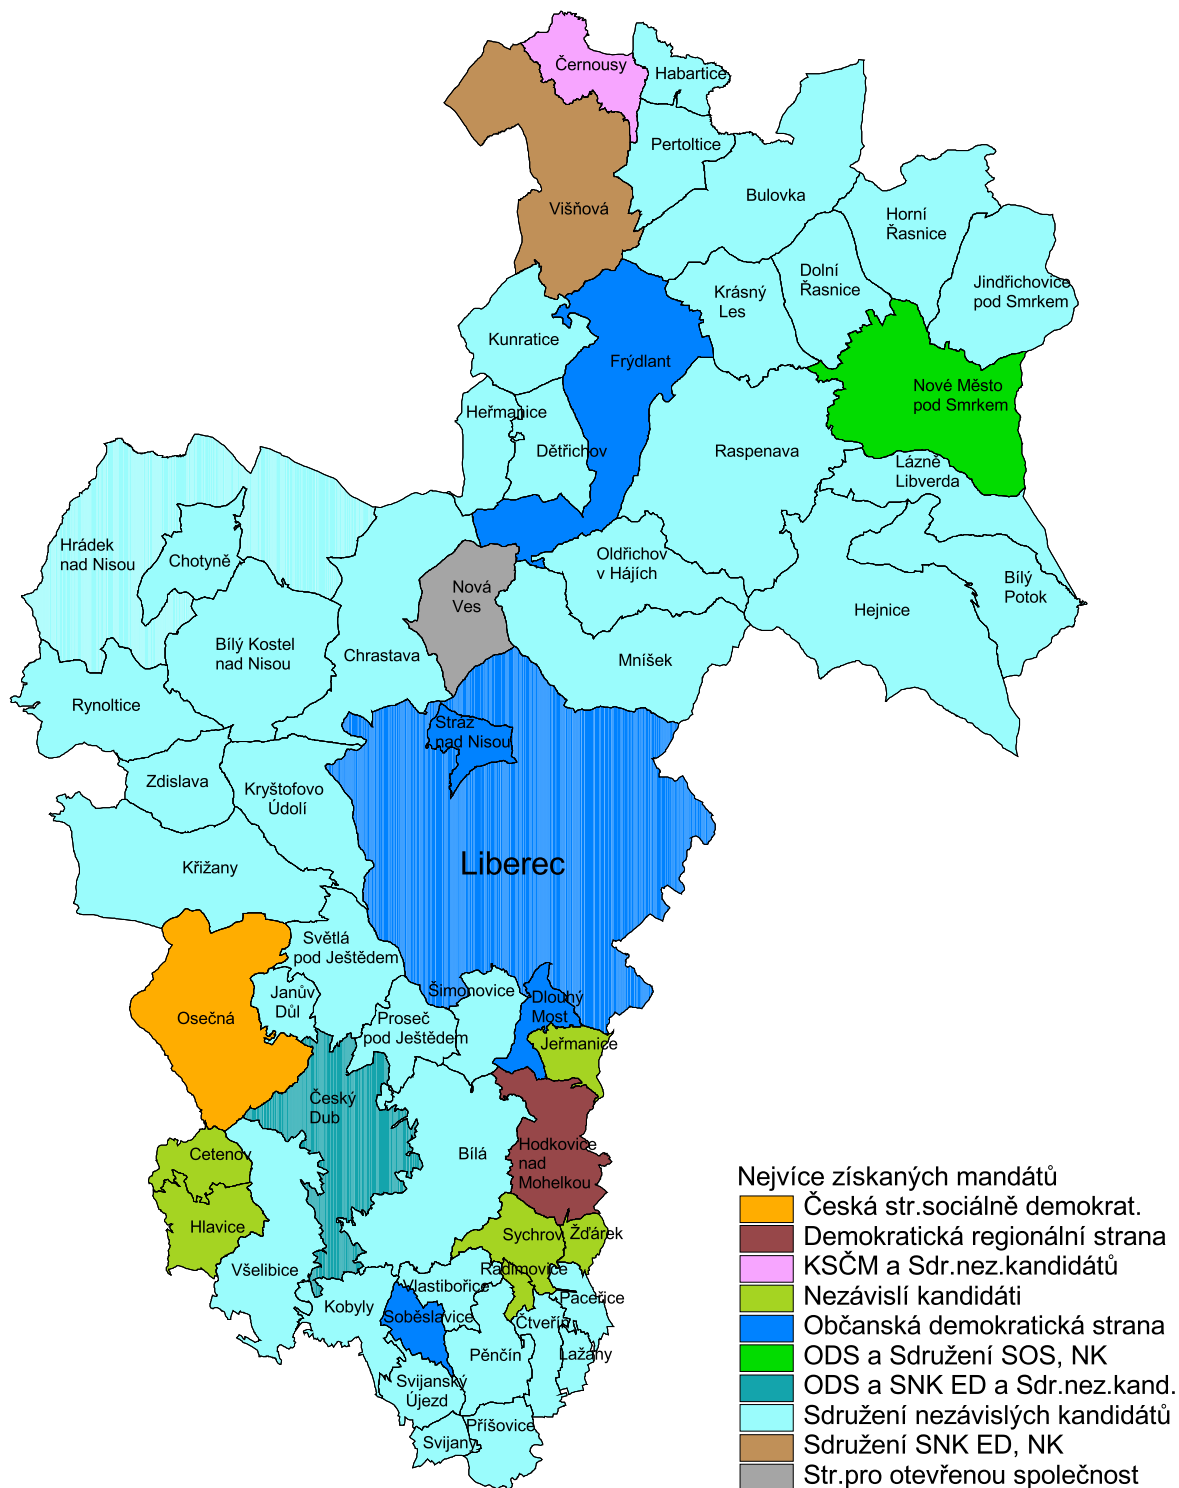 Černousy
Habartice
Pertoltice
Bulovka
Višňová
Horní
Řasnice
Dolní
Řasnice
Jindřichovice
pod Smrkem
Krásný
Les
Kunratice
Frýdlant
Nové Město
pod Smrkem
Heřmanice
Dětřichov
Raspenava
Lázně
Libverda
Hrádek
nad Nisou
Chotyně
Oldřichov
v Hájích
Nová
Ves
Bílý
Potok
Hejnice
Bílý Kostel
nad Nisou
Chrastava
Mníšek
Rynoltice
Stráž
nad Nisou
Zdislava
Kryštofovo
Údolí
Liberec
Křižany
Světlá
pod Ještědem
Šimonovice
Janův
Důl
Dlouhý
Most
Osečná
Proseč
pod Ještědem
Jeřmanice
Český
Dub
Cetenov
Bílá
Hodkovice
nad
Mohelkou
Hlavice
Sychrov
Žďárek
Všelibice
Radimovice
Vlastibořice
Kobyly
Paceřice
Soběslavice
Čtveřín
Pěnčín
Lažany
Svijanský
Újezd
Příšovice
Svijany
Nejvíce získaných mandátů
Česká str.sociálně demokrat.
Demokratická regionální strana
KSČM a Sdr.nez.kandidátů
Nezávislí kandidáti
Občanská demokratická strana
ODS a Sdružení SOS, NK
ODS a SNK ED a Sdr.nez.kand.
Sdružení nezávislých kandidátů
Sdružení SNK ED, NK
Str.pro otevřenou společnost